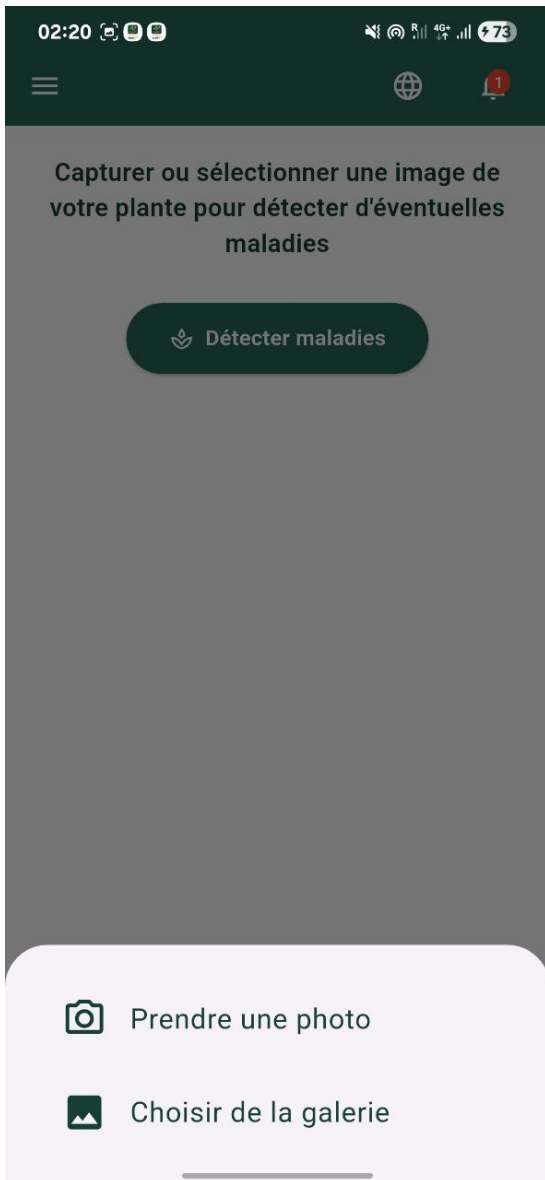 02:20
R 4G+ 73
1
Capturer ou sélectionner une image de
votre plante pour détecter d'éventuelles
maladies
Détecter maladies
Prendre une photo
Choisir de la galerie